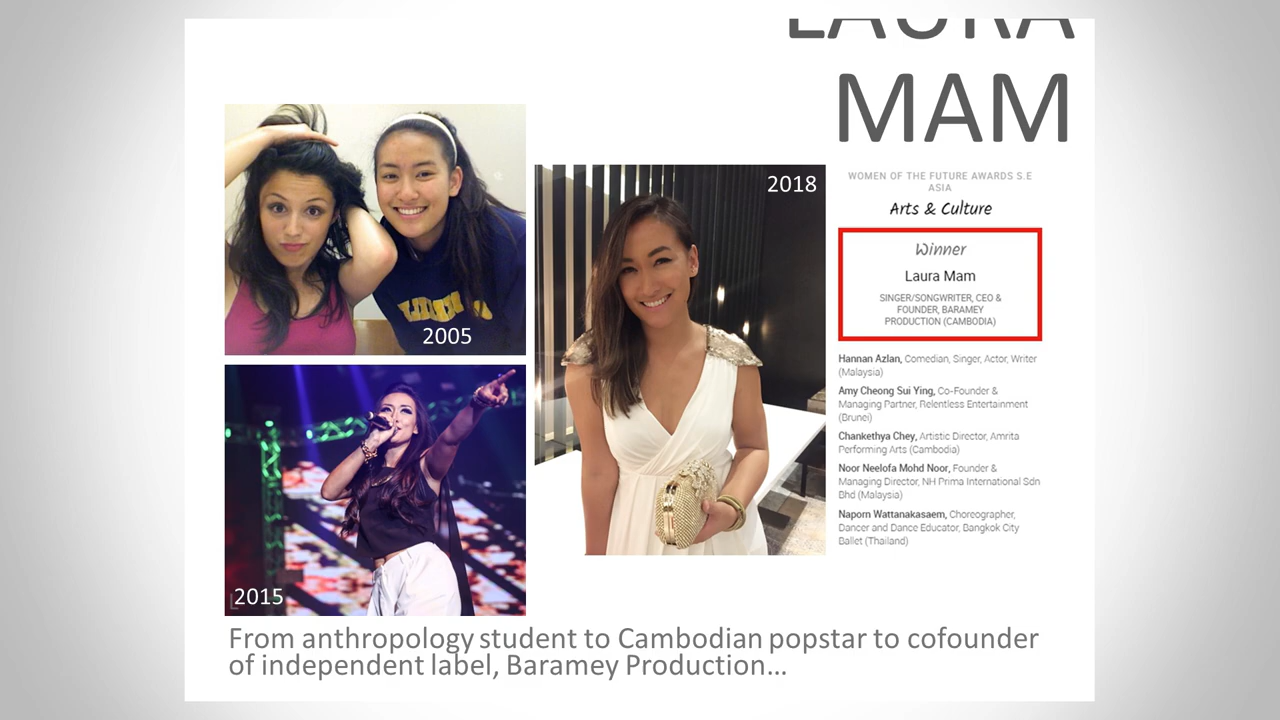 LAURA
MAM
2018
WOMEN OF THE FUTURE AWARDS S.E
ASIA
Arts & Culture
Winner
Laura Mam
SINGER/SONGWRITER, CEO &
FOUNDER, BARAMEY
PRODUCTION (CAMBODIA)
2005
Hannan Azlan, Comedian, Singer, Actor, Writer
(Malaysia)
Amy Cheong Sui Ying, Co-Founder &
Managing Partner, Relentless Entertainment
(Brunei)
Chankethya Chey, Artistic Director, Amrita
Performing Arts (Cambodia)
Noor Neelofa Mohd Noor, Founder &
Managing Director, NH Prima International Sdn
Bhd (Malaysia)
Naporn Wattanakasaem, Choreographer,
Dancer and Dance Educator, Bangkok City
Ballet (Thailand)
2015
From anthropology student to Cambodian popstar to cofounder
of independent label, Baramey Production…